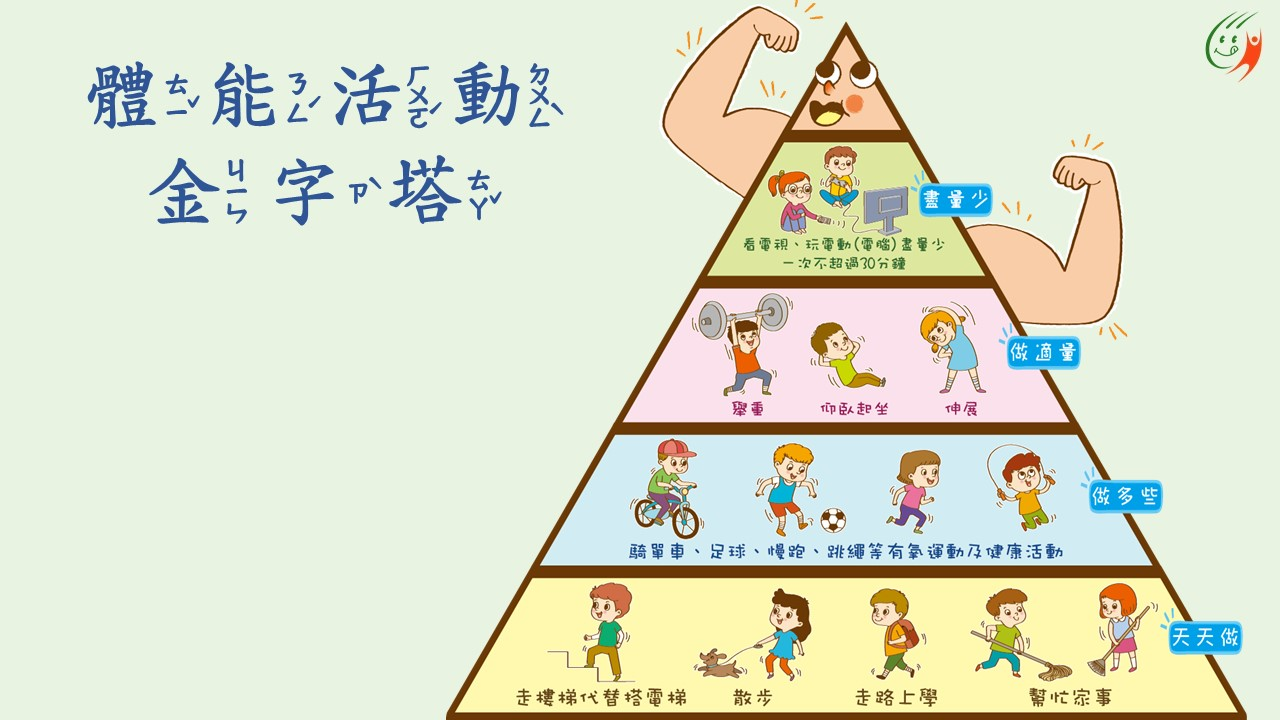 體ㄊㄧˇ能ㄋㄥˊ活ㄏㄨㄛˊ動ㄉㄨㄥˋ
金ㄐㄧㄣ字ㄗˋ塔ㄊㄚˇ
盡量少
看電視、玩電動(電腦)盡量少
一次不超過30分鐘
做適量
舉重 仰臥起坐 伸展
做多些
騎單車、足球、慢跑、跳繩等有氧運動及健康活動
天天做
走樓梯代替搭電梯 散步 走路上學 幫忙家事